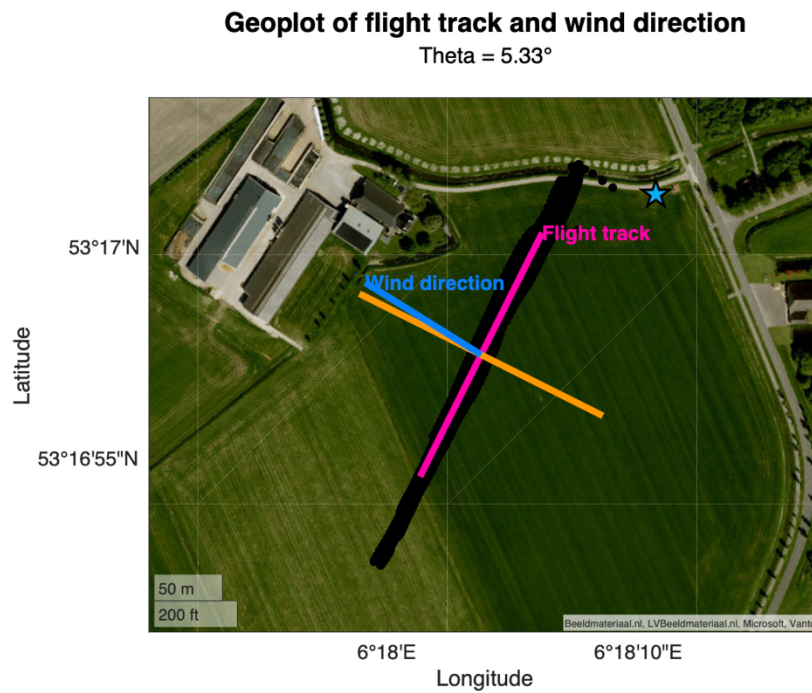 Geoplot of flight track and wind direction
Theta = 5.33°
Flight track
53°17'N
Wind direction
Latitude
53°16'55"N
50 m
200 ft
Beeldmateriaal.nl, LVBeeldmateriaal.nl, Microsoft,
6°18'E
6°18'10"E
Longitude